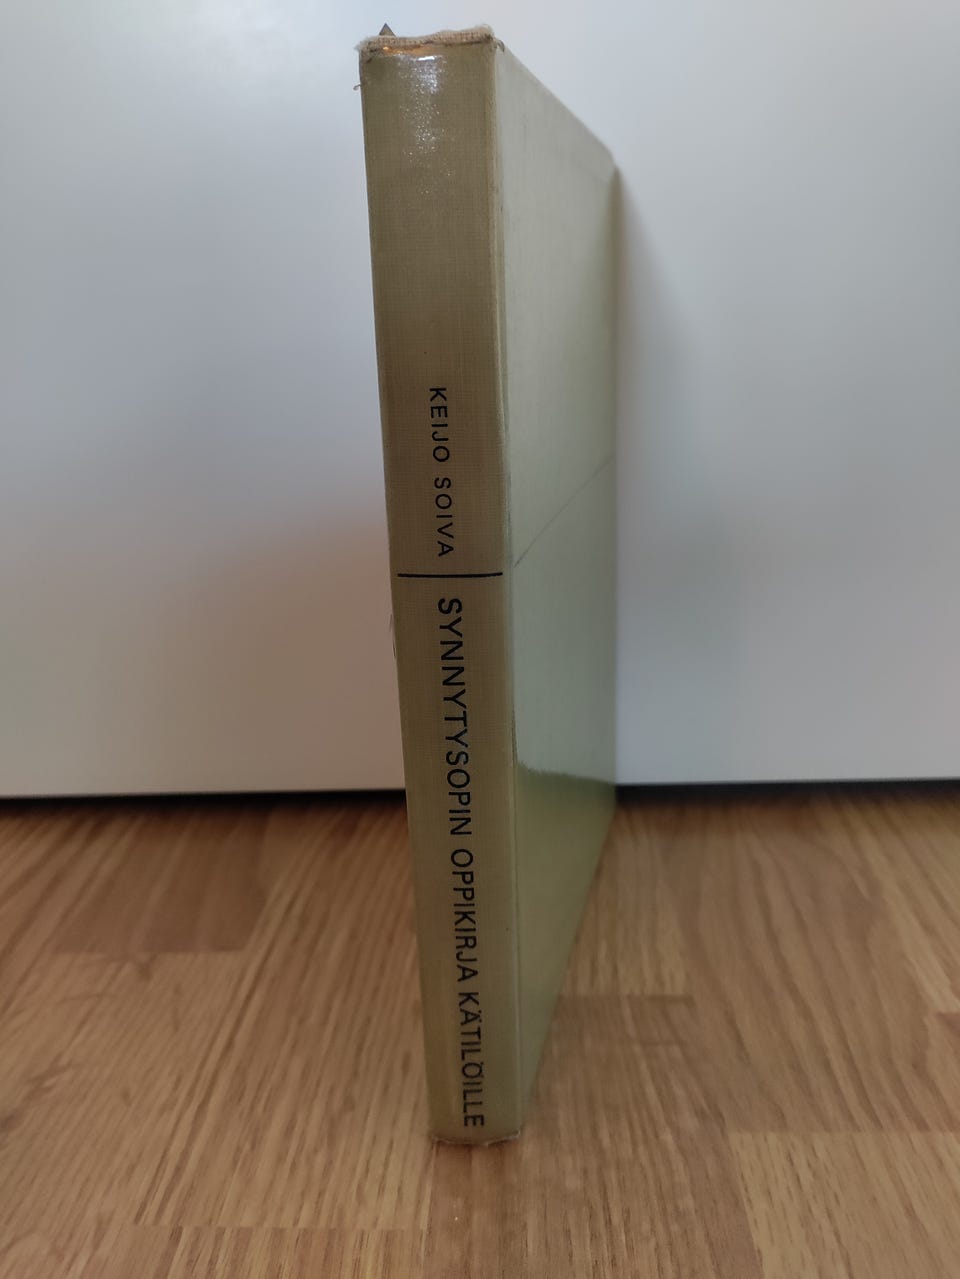 KEIJO SOIVA
SYNNYTYSOPIN OPPIKIRJA KÄTILÖILLE